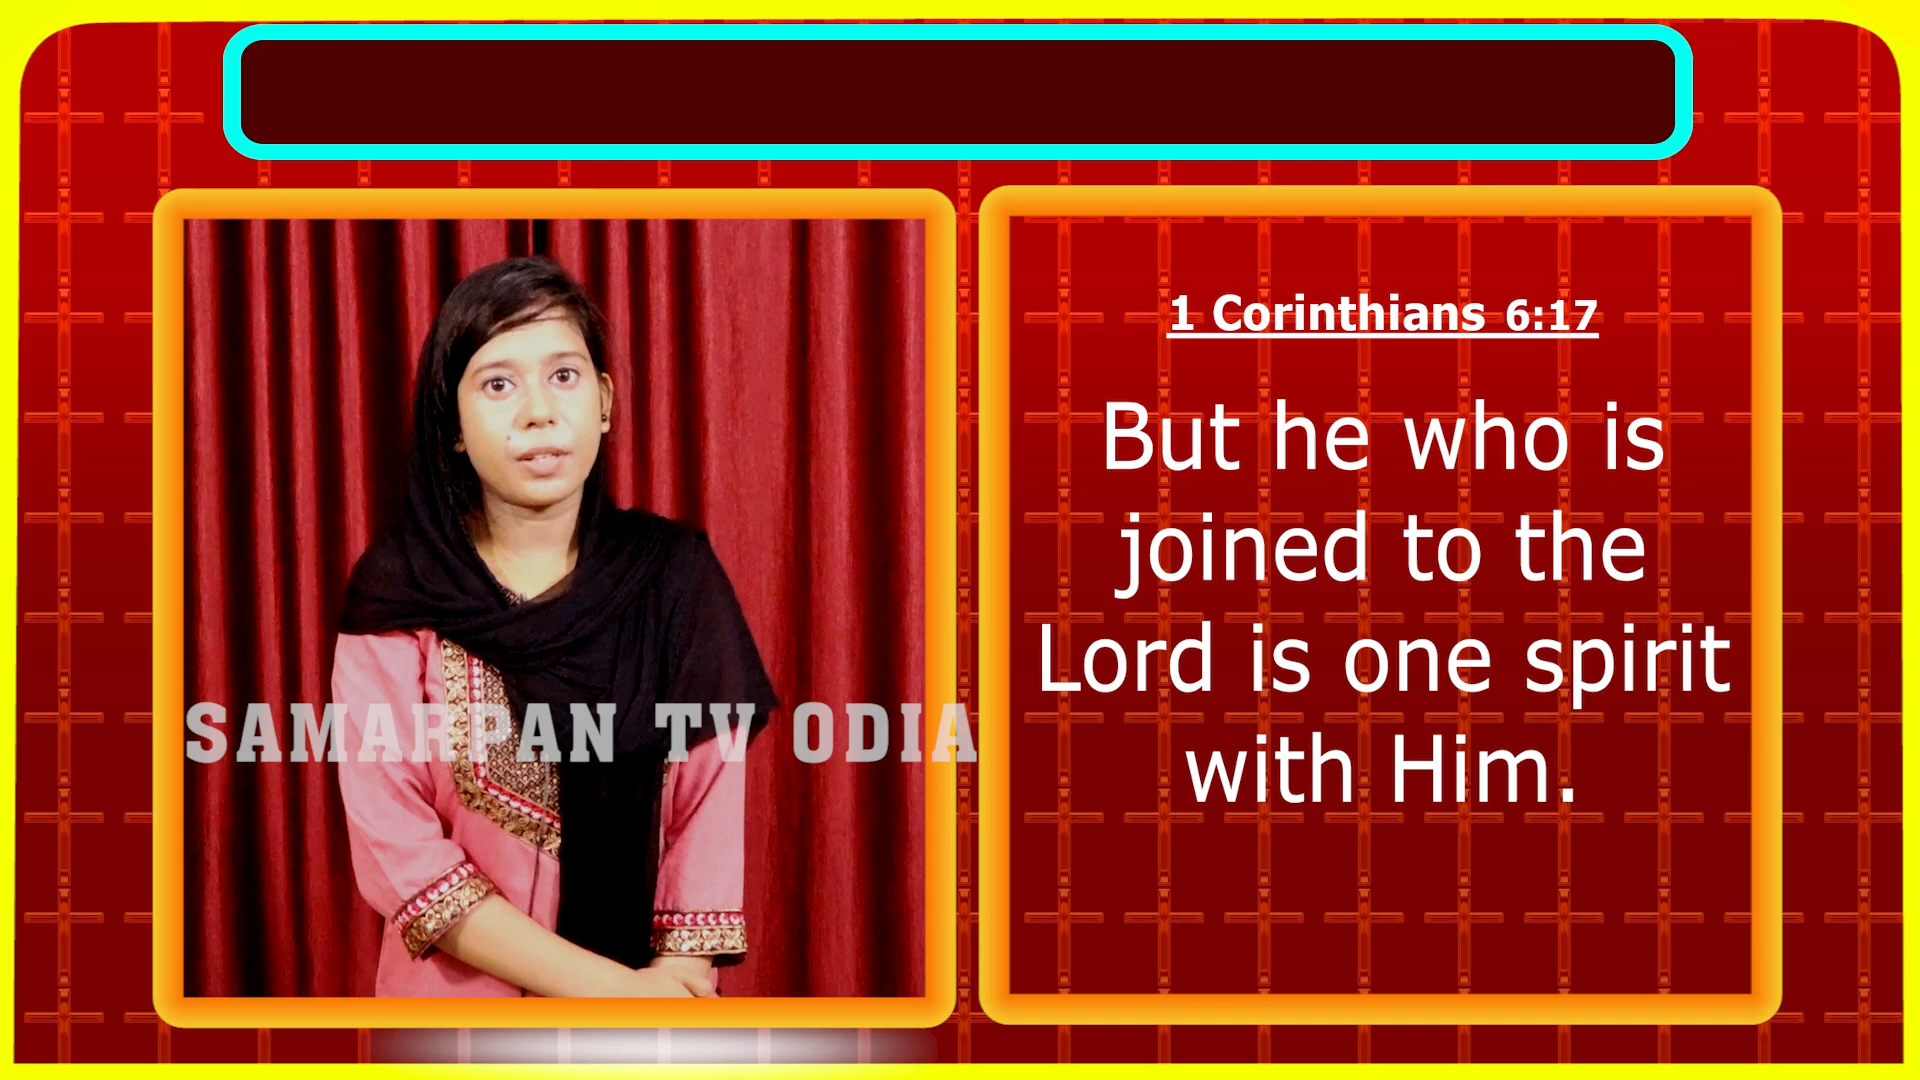 1 Corinthians 6:17
But he who is
joined to the
Lord is one spirit
with Him.
SAMARPAN TV ODIA